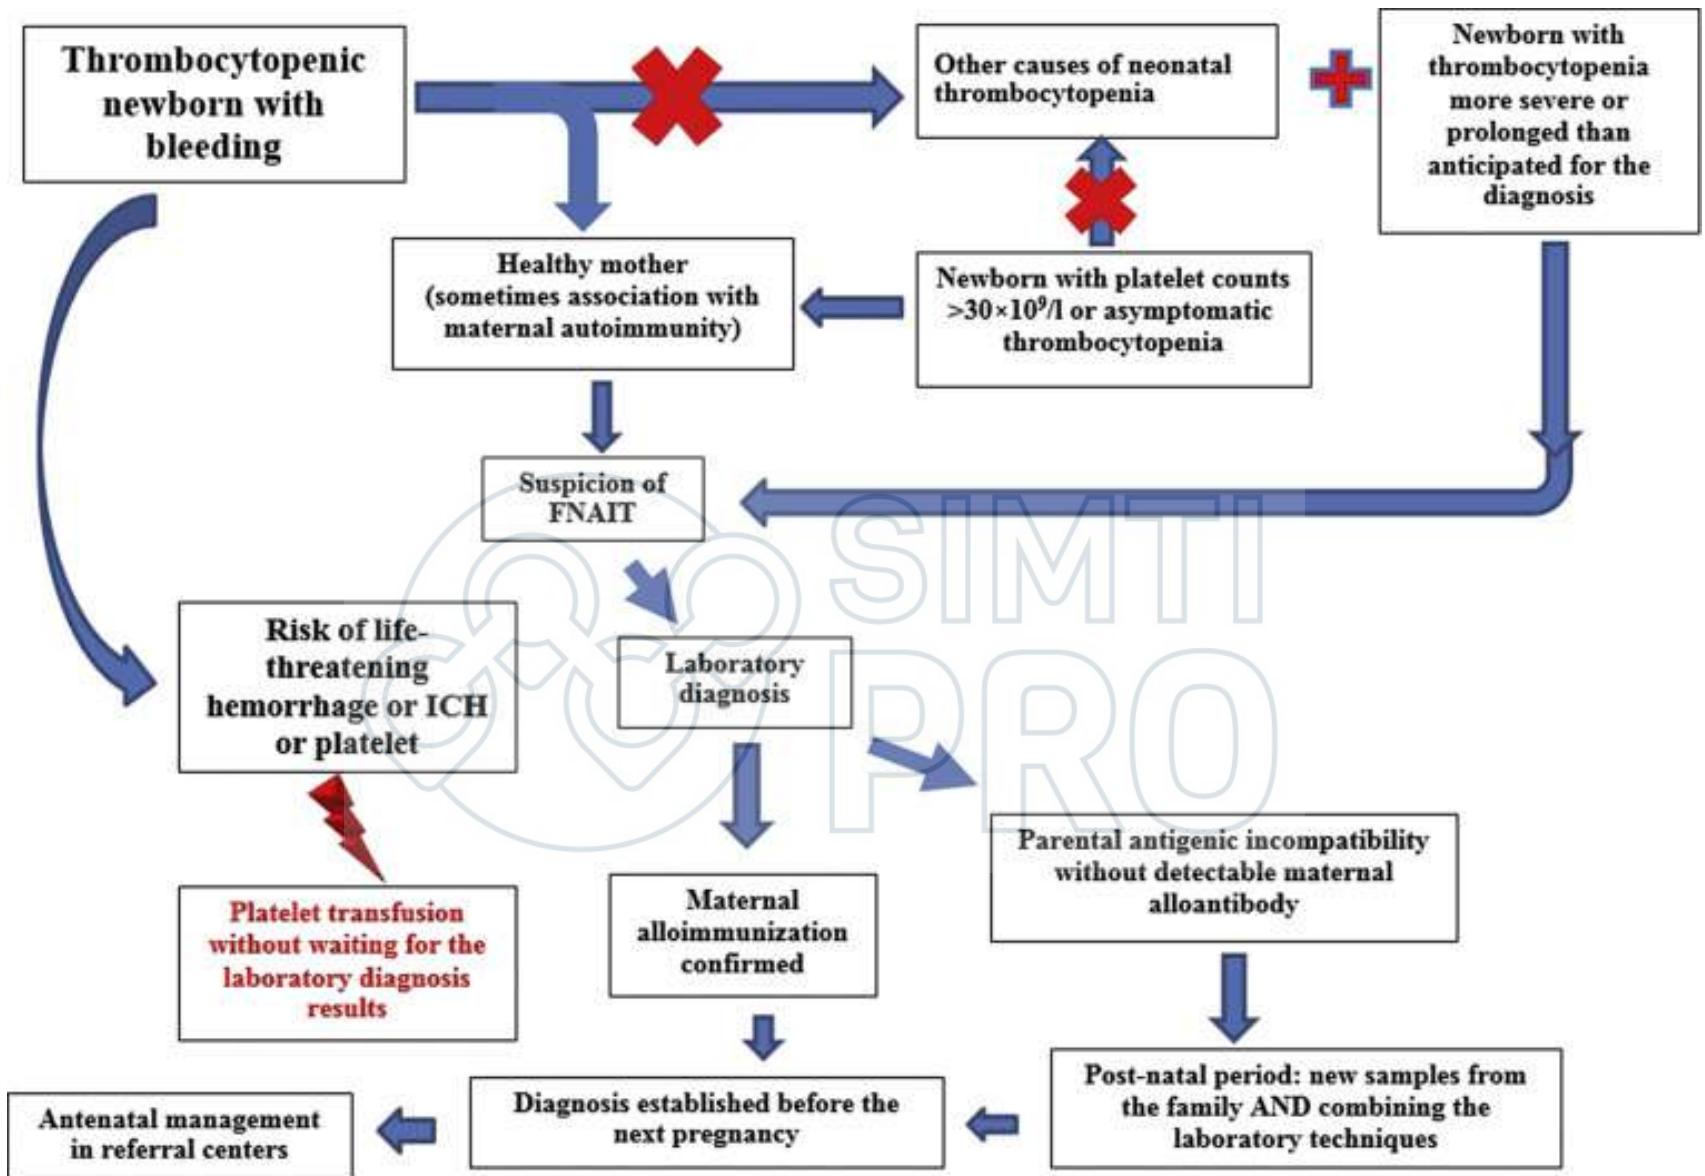 Thrombocytopenic
newborn with
bleeding
Other causes of neonatal
thrombocytopenia
Newborn with
thrombocytopenia
more severe or
prolonged than
anticipated for the
diagnosis
Healthy mother
(sometimes association with
maternal autoimmunity)
Newborn with platelet counts
>30×10⁹/l or asymptomatic
thrombocytopenia
Suspicion of
FNAIT
SIMTI
PRO
Risk of life-
threatening
hemorrhage or ICH
or platelet
Laboratory
diagnosis
Platelet transfusion
without waiting for the
laboratory diagnosis
results
Maternal
alloimmunization
confirmed
Parental antigenic incompatibility
without detectable maternal
alloantibody
Post-natal period: new samples from
the family AND combining the
laboratory techniques
Diagnosis established before the
next pregnancy
Antenatal management
in referral centers